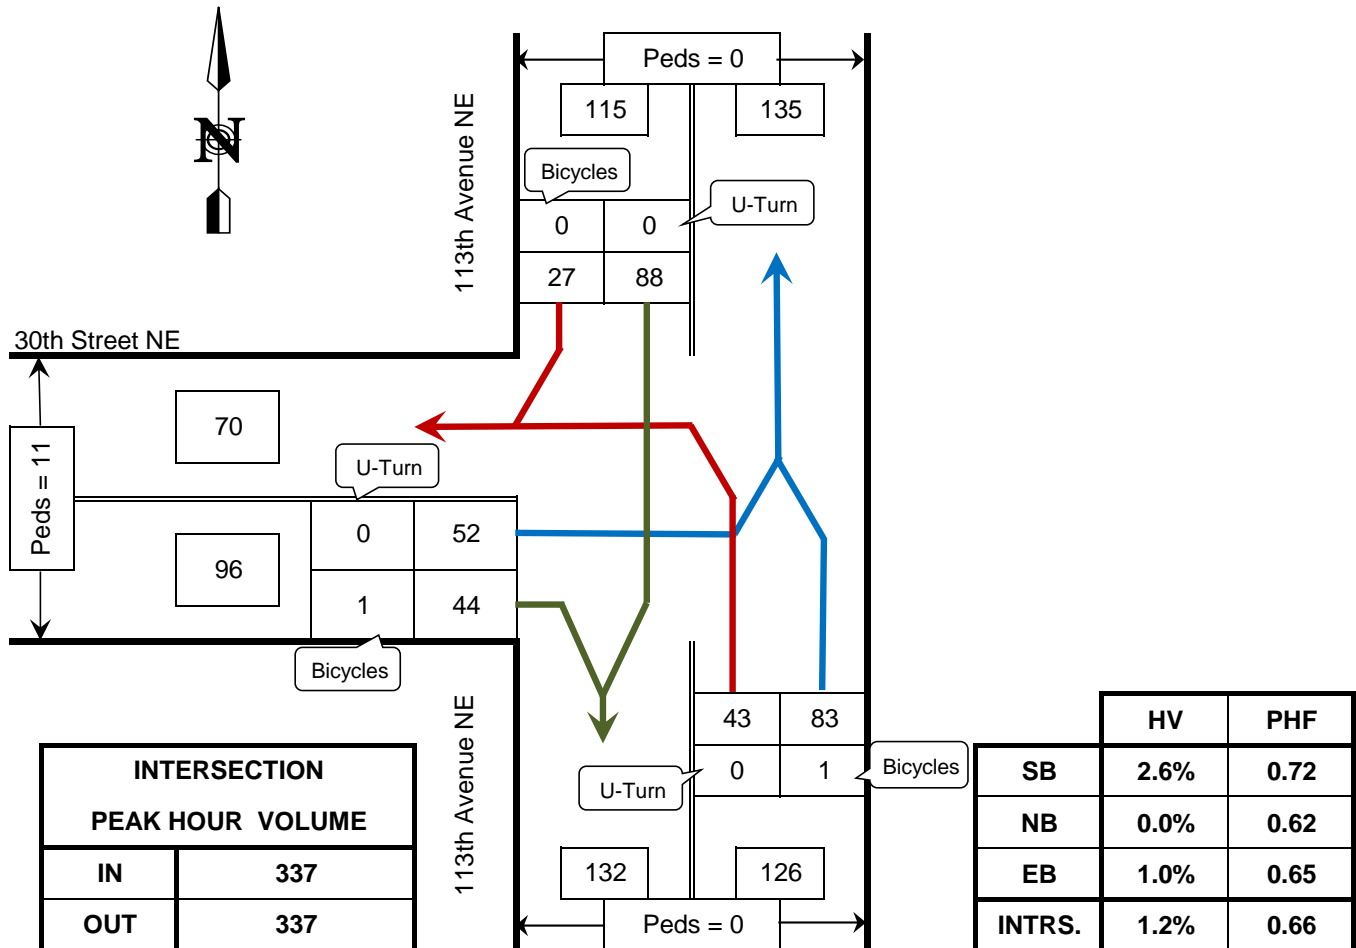 Peds = 0
115 135
113th Avenue NE
N
Bicycles
U-Turn
0 0
27 88
30th Street NE
70
Peds = 11
U-Turn
0 52
96
1 44
Bicycles
113th Avenue NE
43 83
0 1
U-Turn
Bicycles
132 126
Peds = 0
INTERSECTION
PEAK HOUR VOLUME
IN 337
OUT 337
HV PHF
SB 2.6% 0.72
NB 0.0% 0.62
EB 1.0% 0.65
INTRS. 1.2% 0.66